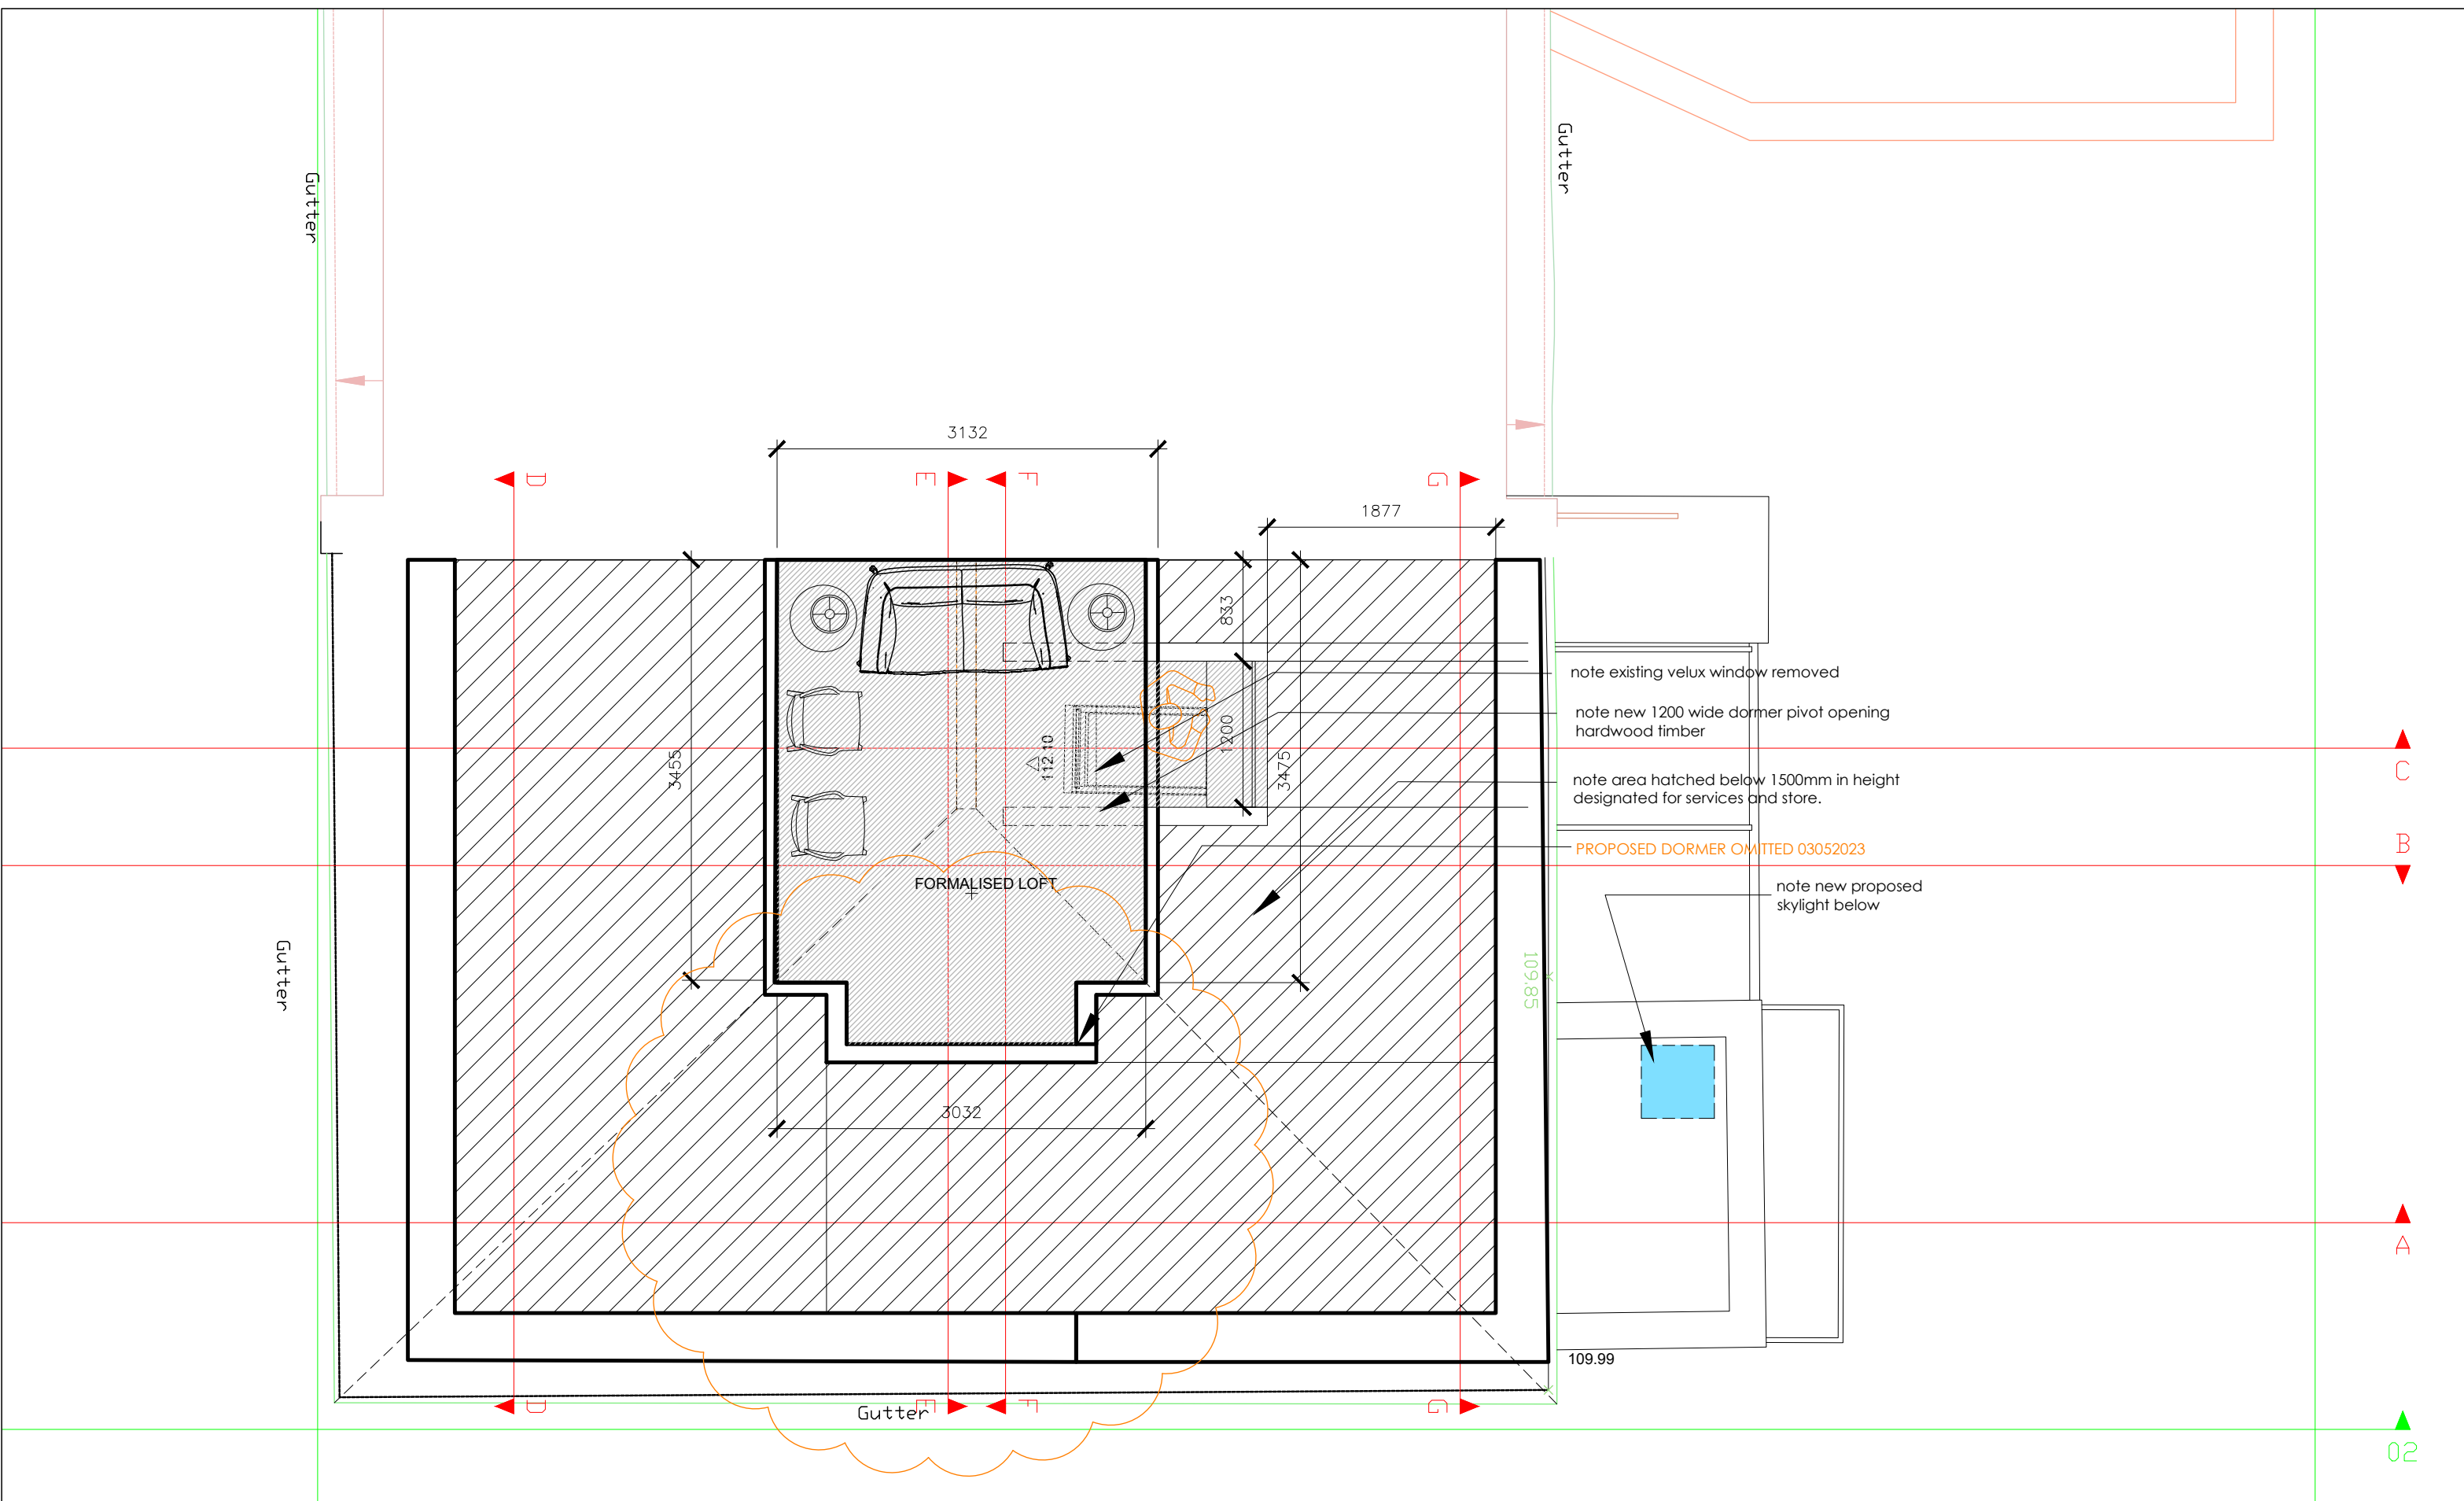 Gutter
Gutter
3132
D
E
F
G
1877
833
note existing velux window removed
note new 1200 wide dormer pivot opening
hardwood timber
1200
112.10
3455
3475
C
note area hatched below 1500mm in height
designated for services and store.
B
PROPOSED DORMER OMITTED 03052023
FORMALISED LOFT
note new proposed
skylight below
Gutter
109.85
3032
A
109.99
D
E
F
G
Gutter
02